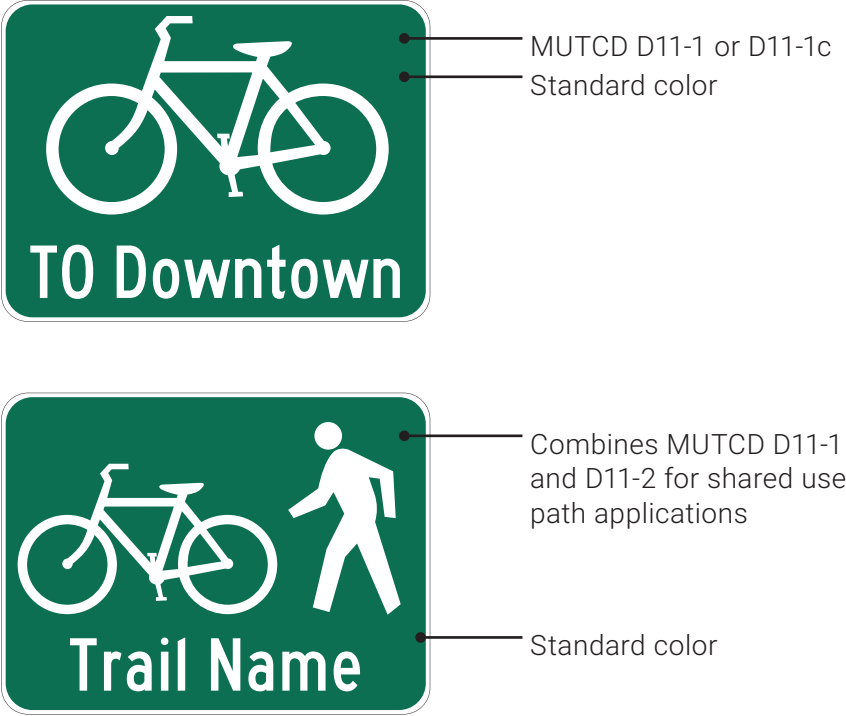 MUTCD D11-1 or D11-1c
Standard color
TO Downtown
Combines MUTCD D11-1
and D11-2 for shared use
path applications
Standard color
Trail Name